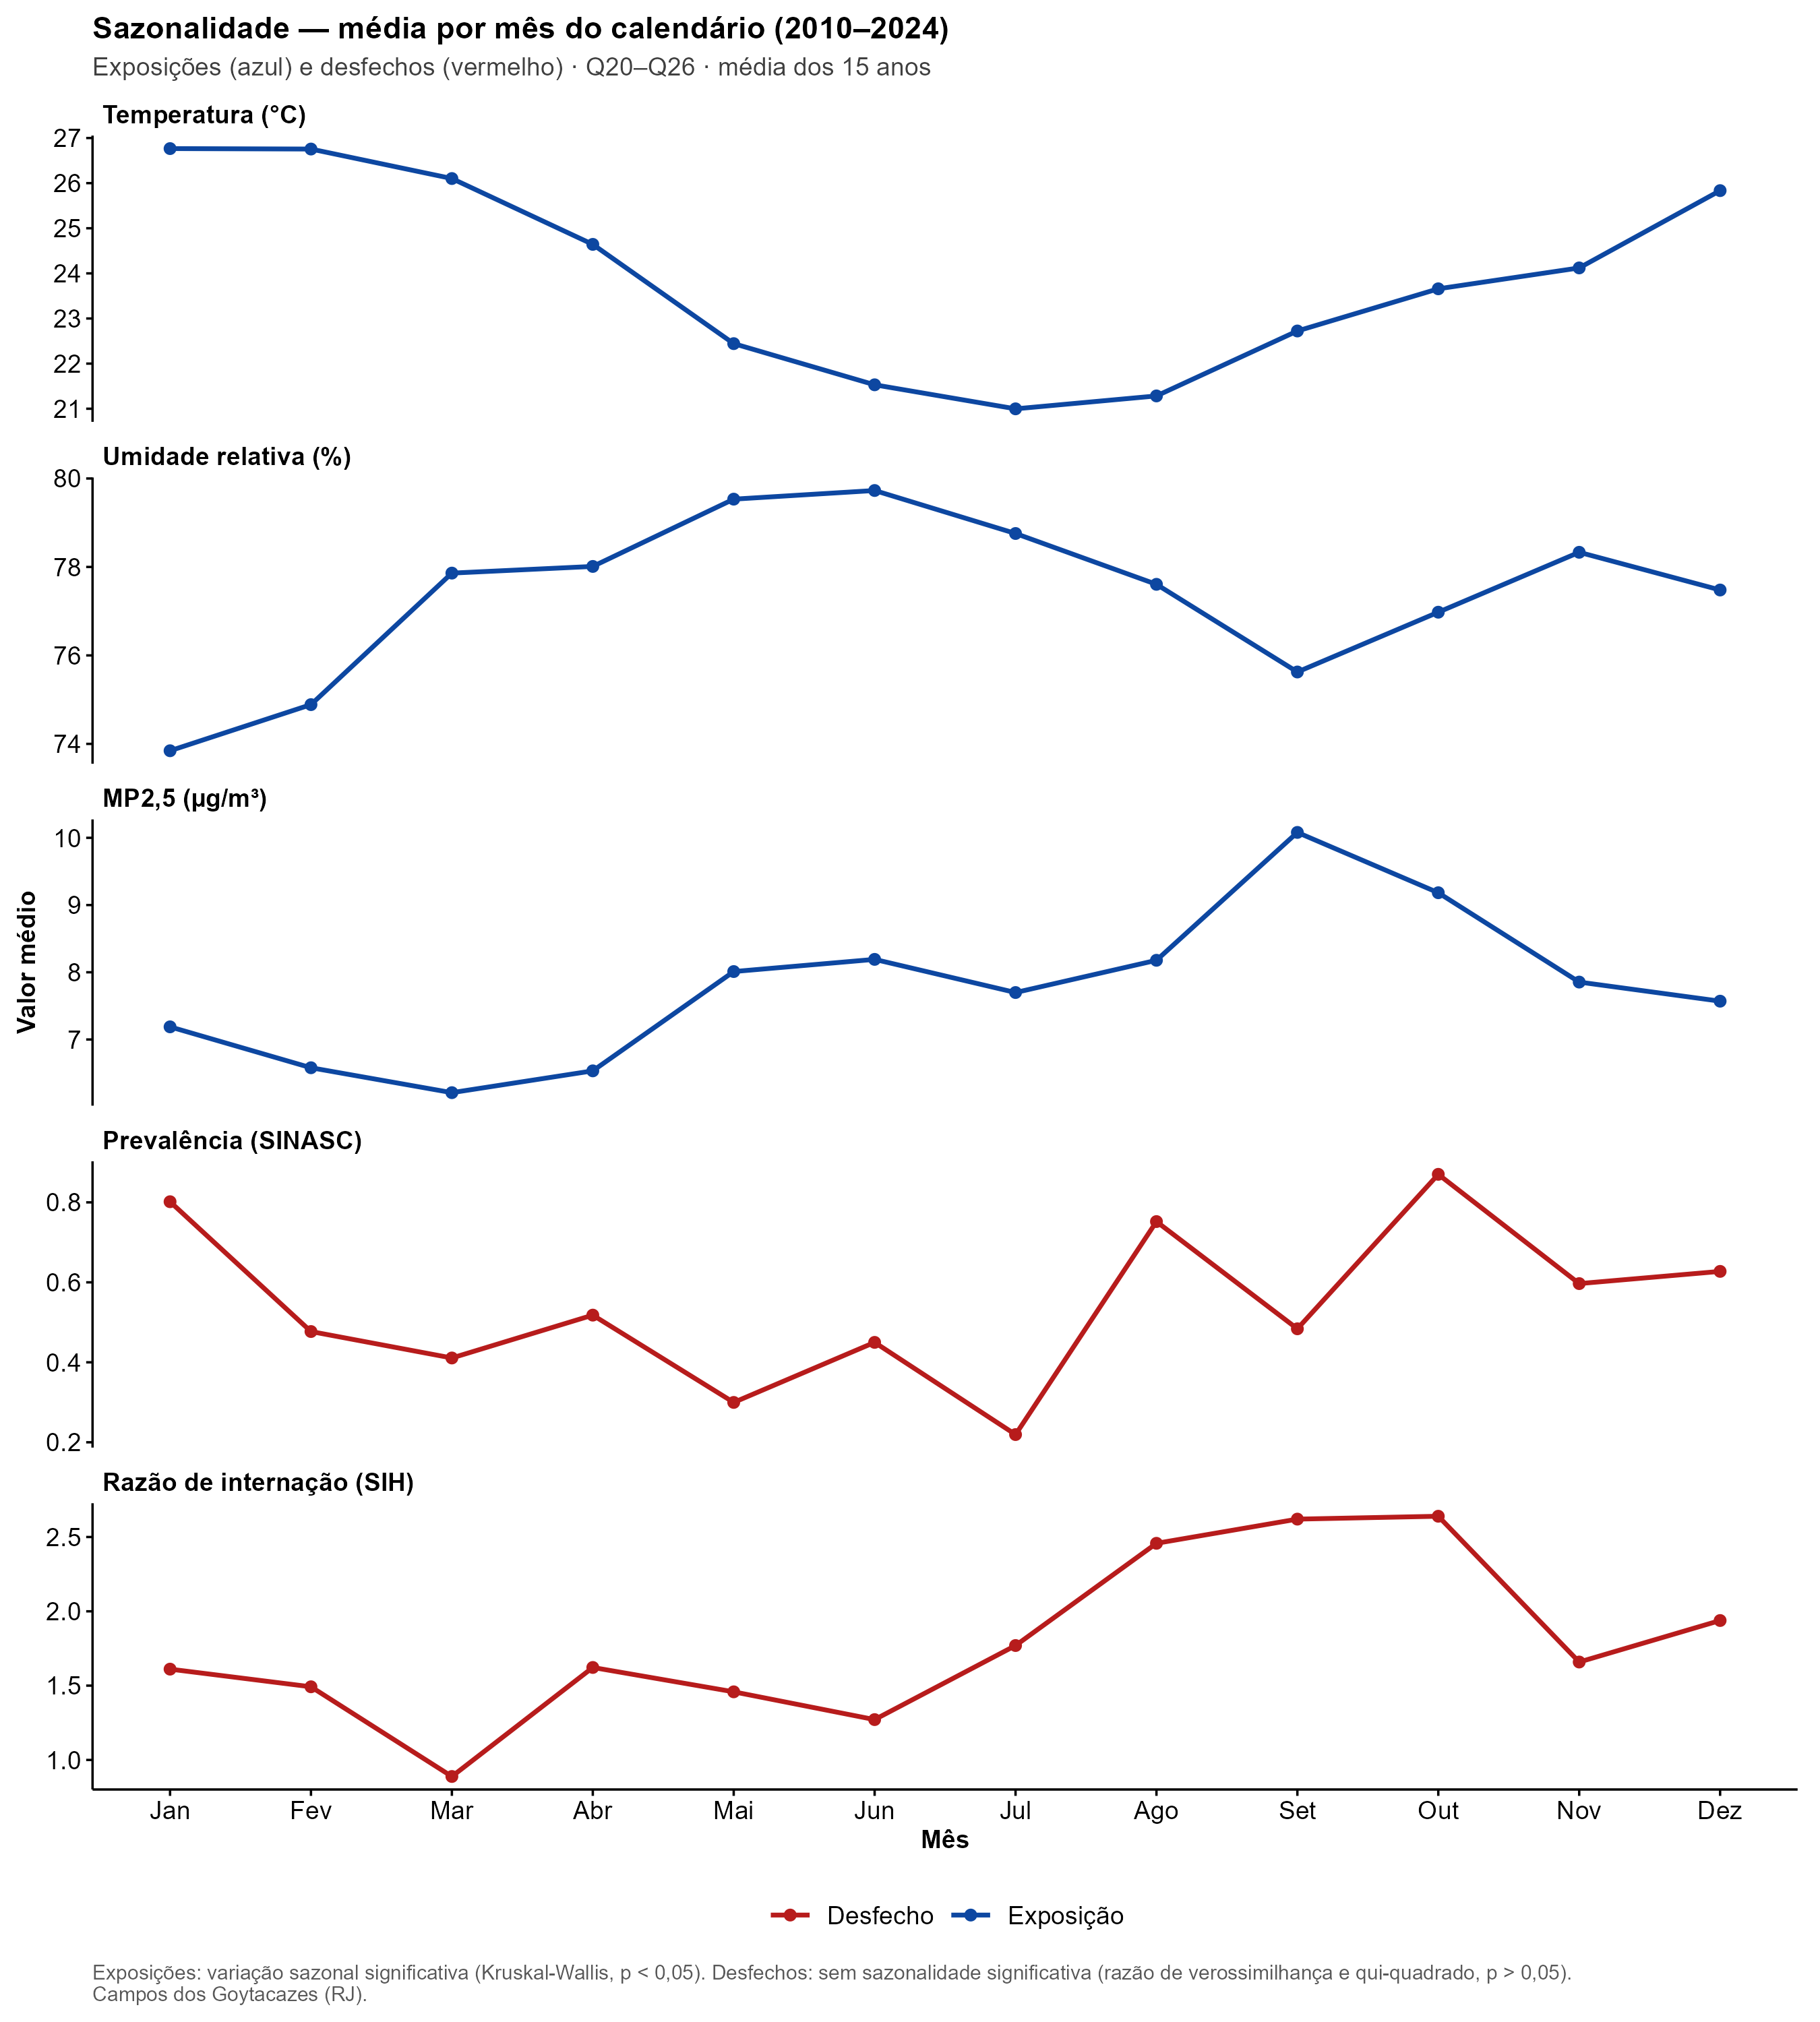 Sazonalidade — média por mês do calendário (2010–2024)
Exposições (azul) e desfechos (vermelho) · Q20–Q26 · média dos 15 anos
Temperatura (°C)
27
26
25
24
23
22
21
Umidade relativa (%)
80
78
76
74
MP2,5 (µg/m³)
10
9
8
7
Valor médio
Prevalência (SINASC)
0.8
0.6
0.4
0.2
Razão de internação (SIH)
2.5
2.0
1.5
1.0
Jan Fev Mar Abr Mai Jun Jul Ago Set Out Nov Dez
Mês
Desfecho Exposição
Exposições: variação sazonal significativa (Kruskal-Wallis, p < 0,05). Desfechos: sem sazonalidade significativa (razão de verossimilhança e qui-quadrado, p > 0,05).
Campos dos Goytacazes (RJ).